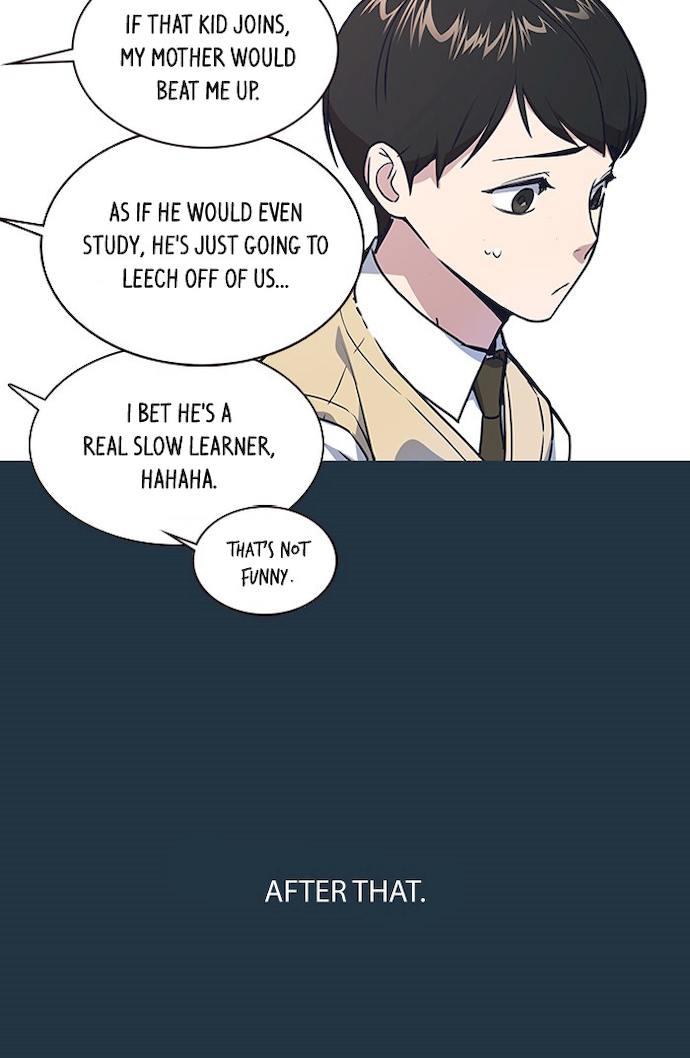 IF THAT KID JOINS,
MY MOTHER WOULD
BEAT ME UP.
AS IF HE WOULD EVEN
STUDY, HE'S JUST GOING TO
LEECH OFF OF US...
I BET HE'S A
REAL SLOW LEARNER,
HAHAHA.
THAT'S NOT
FUNNY.
AFTER THAT.